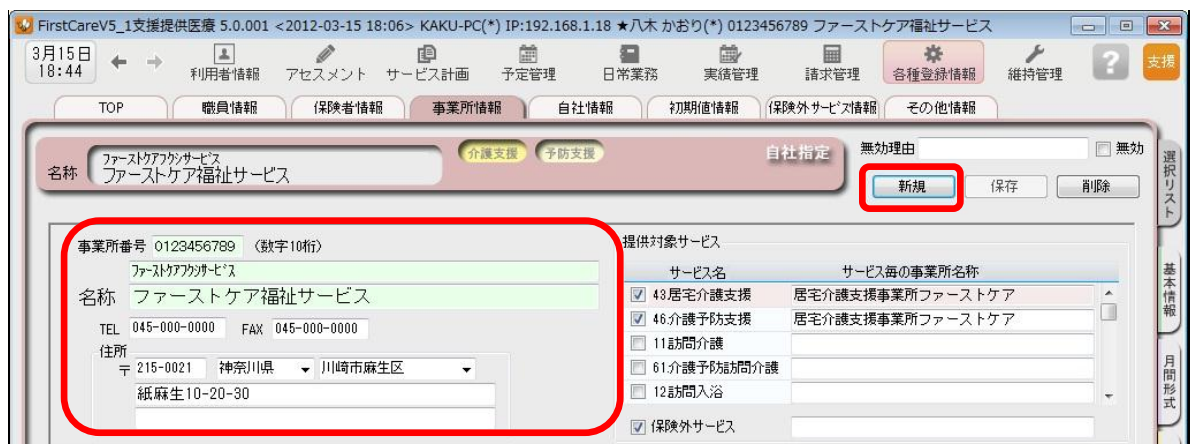 FirstCareV5_1支援提供医療 5.0.001 <2012-03-15 18:06> KAKU-PC(*) IP:192.168.1.18 ★八木 かおり(*) 0123456789 ファーストケア福祉サービス
3月15日
18:44
利用者情報 アセスメント サービス計画 予定管理 日常業務 実績管理 請求管理 各種登録情報 維持管理 ? 支援
TOP 職員情報 保険者情報 事業所情報 自社情報 初期値情報 保険外サービス情報 その他情報
名称 ファーストケアフクシサービス
ファーストケア福祉サービス
介護支援 予防支援 自社指定 無効理由 無効
新規 保存 削除
選択リスト
事業所番号 0123456789 (数字10桁)
ファーストケアフクシサービス
名称 ファーストケア福祉サービス
TEL 045-000-0000 FAX 045-000-0000
住所
〒 215-0021 神奈川県 川崎市麻生区
紙麻生10-20-30
提供対象サービス
サービス名 サービス毎の事業所名称
43.居宅介護支援 居宅介護支援事業所ファーストケア
46.介護予防支援 居宅介護支援事業所ファーストケア
11訪問介護
61.介護予防訪問介護
12訪問入浴
保険外サービス
基本情報
月間形式